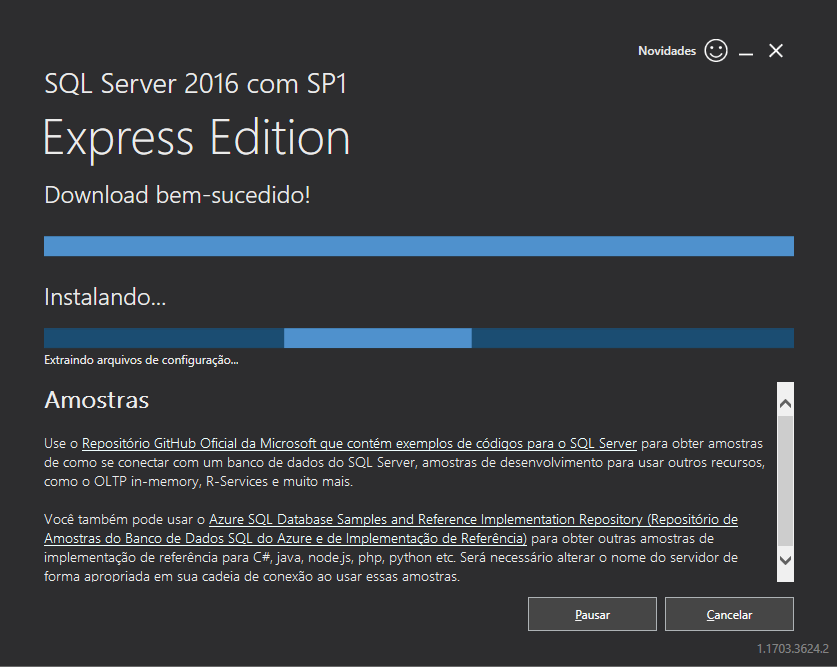 Novidades
SQL Server 2016 com SP1
Express Edition
Download bem-sucedido!
Instalando...
Extraindo arquivos de configuração...
Amostras
Use o Repositório GitHub Oficial da Microsoft que contém exemplos de códigos para o SQL Server para obter amostras
de como se conectar com um banco de dados do SQL Server, amostras de desenvolvimento para usar outros recursos,
como o OLTP in-memory, R-Services e muito mais.
Você também pode usar o Azure SQL Database Samples and Reference Implementation Repository (Repositório de
Amostras do Banco de Dados SQL do Azure e de Implementação de Referência) para obter outras amostras de
implementação de referência para C#, java, node.js, php, python etc. Será necessário alterar o nome do servidor de
forma apropriada em sua cadeia de conexão ao usar essas amostras.
Pausar
Cancelar
1.1703.3624.2